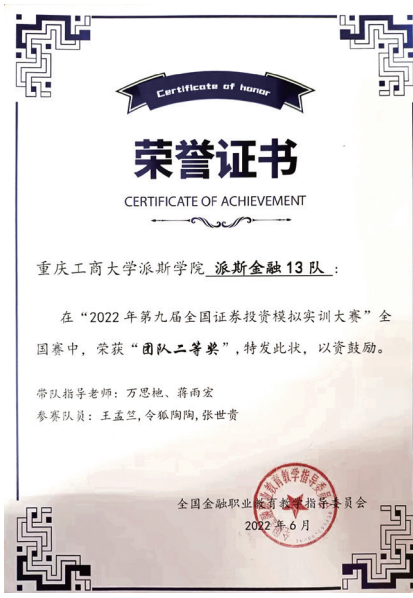 Certificate of honor
荣誉证书
CERTIFICATE OF ACHIEVEMENT
重庆工商大学派斯学院 派斯金融13队：
在“2022年第九届全国证券投资模拟实训大赛”全
国赛中，荣获“团队二等奖”,特发此状，以资鼓励。
带队指导老师：万思杝、蒋雨宏
参赛队员：王孟竺,令狐陶陶,张世贵
全国金融职业教育教学指导委员会
2022年6月